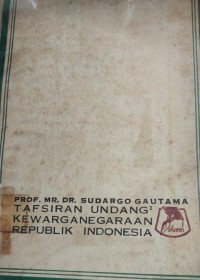 PROF. MR. DR. SUDARGO GAUTAMA
TAFSIRAN UNDANG²
KEWARGANEGARAAN
REPUBLIK INDONESIA